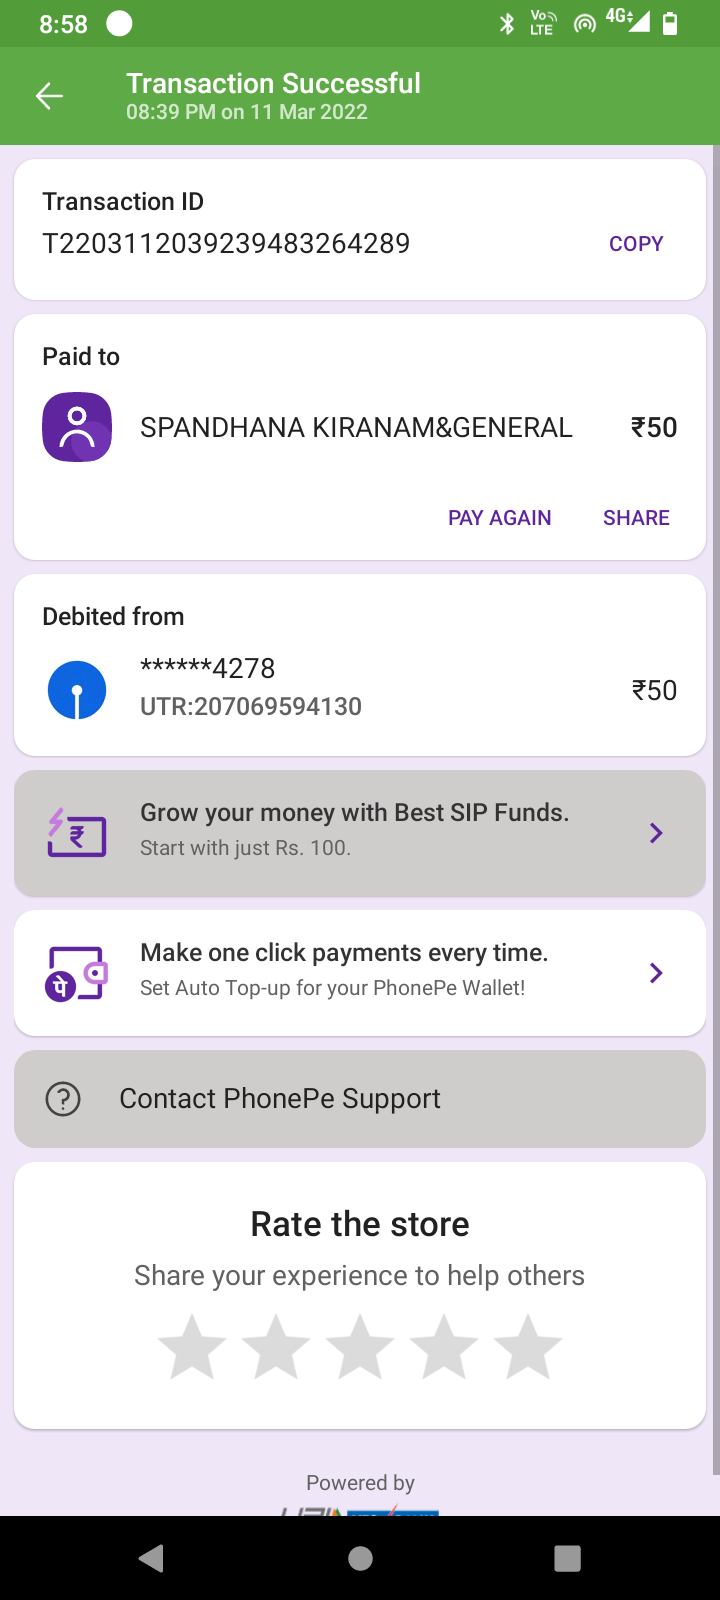 8:58
Vo
LTE
4G
Transaction Successful
08:39 PM on 11 Mar 2022
Transaction ID
T2203112039239483264289
COPY
Paid to
SPANDHANA KIRANAM&GENERAL
₹50
PAY AGAIN
SHARE
Debited from
******4278
UTR:207069594130
₹50
Grow your money with Best SIP Funds.
Start with just Rs. 100.
₹
Make one click payments every time.
Set Auto Top-up for your PhonePe Wallet!
पे
Contact PhonePe Support
Rate the store
Share your experience to help others
Powered by